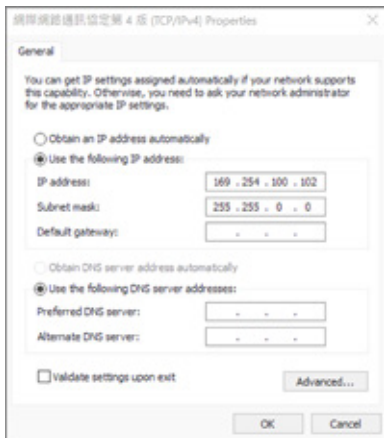 網際網路通訊協定第 4 版 (TCP/IPv4) Properties
General
You can get IP settings assigned automatically if your network supports
this capability. Otherwise, you need to ask your network administrator
for the appropriate IP settings.
Obtain an IP address automatically
Use the following IP address:
IP address: 169 . 254 . 100 . 102
Subnet mask: 255 . 255 . 0 . 0
Default gateway: . . .
Obtain DNS server address automatically
Use the following DNS server addresses:
Preferred DNS server: . . .
Alternate DNS server: . . .
Validate settings upon exit
Advanced...
OK Cancel